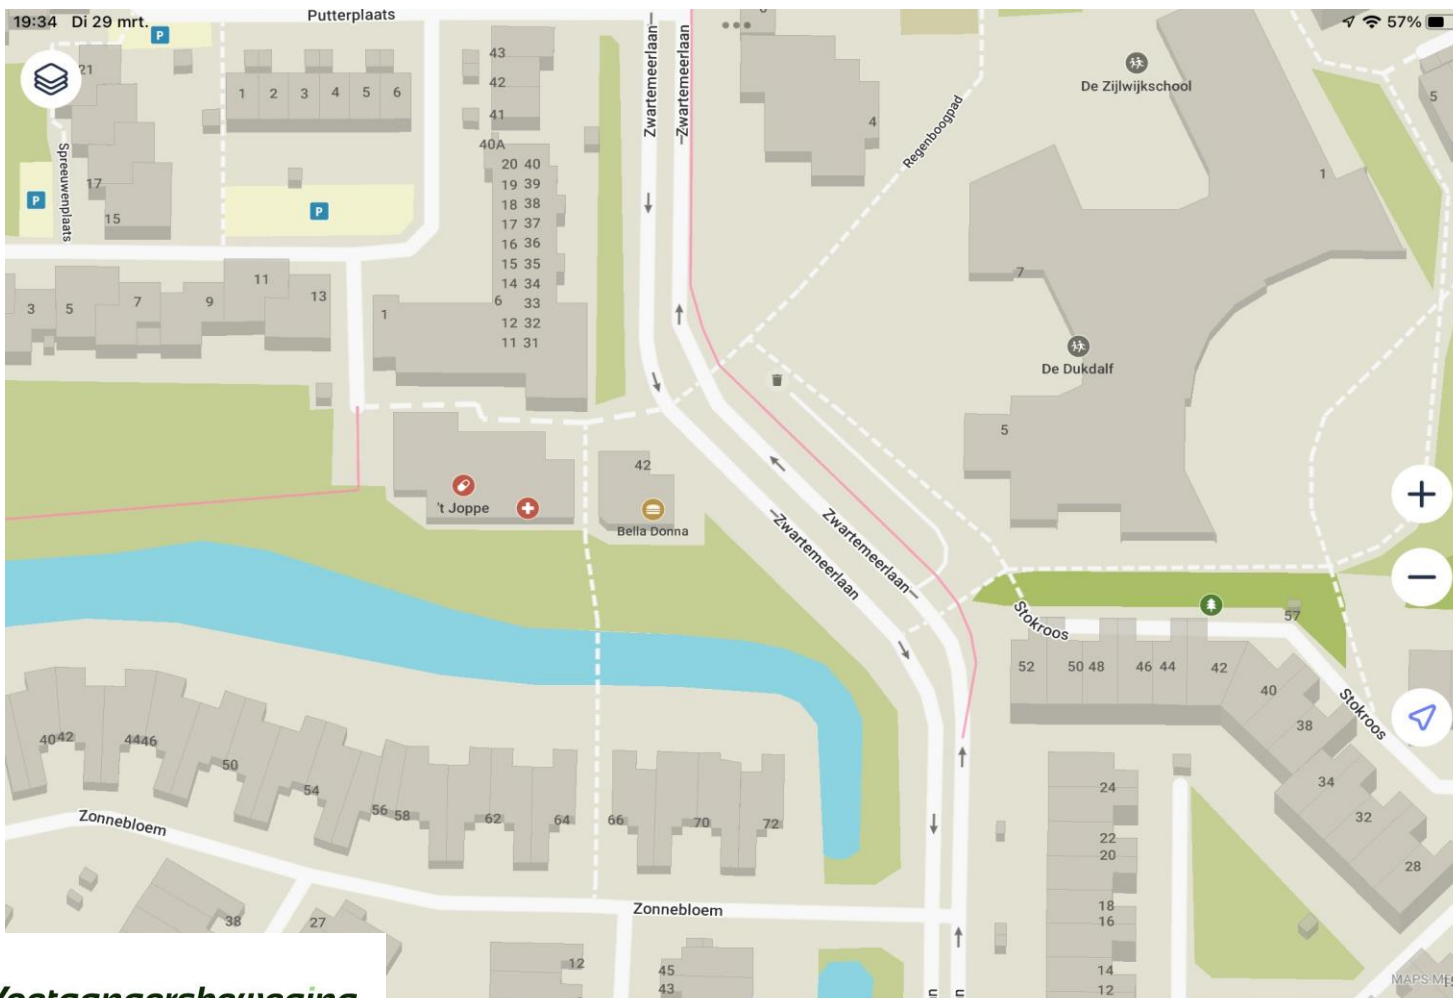 19:34 Di 29 mrt.
57%
Putterplaats
P
21
1 2 3 4 5 6
43
42
41
40A
Zwartemeerlaan
Zwartemeerlaan
4
De Zijlwijkschool
5
Regenboogpad
Spreeuwenplaats
17
15
P
P
1
20 40
19 39
18 38
17 37
16 36
15 35
14 34
6 33
12 32
11 31
3 5 7 9 11 13
1
7
De Dukdalf
5
42
't Joppe
Bella Donna
Zwartemeerlaan
Zwartemeerlaan
Stokroos
57
52 50 48 46 44 42
40
38
Stokroos
34
32
28
40 42 44 46 50 54 56 58 62 64 66 70 72
24
22
20
18
16
14
12
Zonnebloem
Zonnebloem
38
27
12
45
43
MAPS.ME
Voetgangersbeweging